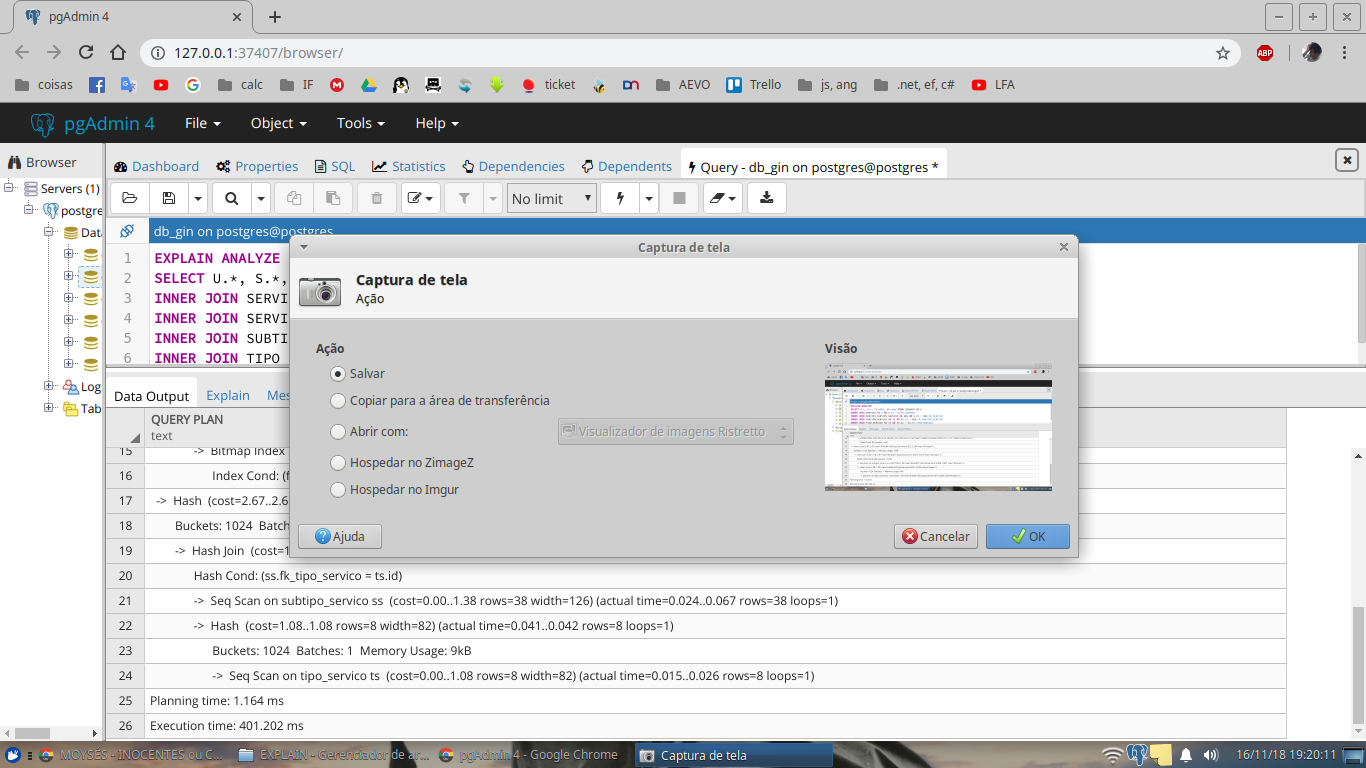 pgAdmin 4
127.0.0.1:37407/browser/
ABP
coisas
calc
IF
ticket
AEVO
Trello
js, ang
.net, ef, c#
LFA
pgAdmin 4 File Object Tools Help
Browser
Dashboard Properties SQL Statistics Dependencies Dependents Query - db_gin on postgres@postgres *
Servers (1)
postgre
Data
Log
Tab
No limit
db_gin on postgres@postgres
1 EXPLAIN ANALYZE
2 SELECT U.*, S.*,
3 INNER JOIN SERVI
4 INNER JOIN SERVI
5 INNER JOIN SUBTI
6 INNER JOIN TIPO
Captura de tela
Captura de tela
Ação
Ação
Salvar
Copiar para a área de transferência
Abrir com: Visualizador de imagens Ristretto
Hospedar no ZimageZ
Hospedar no Imgur
Visão
Ajuda
Cancelar
OK
Data Output Explain Mes
QUERY PLAN
text
15 -> Bitmap Index
16 Index Cond: (f
17 -> Hash (cost=2.67..2.6
18 Buckets: 1024 Batch
19 -> Hash Join (cost=1
20 Hash Cond: (ss.fk_tipo_servico = ts.id)
21 -> Seq Scan on subtipo_servico ss (cost=0.00..1.38 rows=38 width=126) (actual time=0.024..0.067 rows=38 loops=1)
22 -> Hash (cost=1.08..1.08 rows=8 width=82) (actual time=0.041..0.042 rows=8 loops=1)
23 Buckets: 1024 Batches: 1 Memory Usage: 9kB
24 -> Seq Scan on tipo_servico ts (cost=0.00..1.08 rows=8 width=82) (actual time=0.015..0.026 rows=8 loops=1)
25 Planning time: 1.164 ms
26 Execution time: 401.202 ms
MOYSÉS - INOCENTES ou C...
EXPLAIN - Gerenciador de ar...
pgAdmin 4 - Google Chrome
Captura de tela
16/11/18 19:20:11